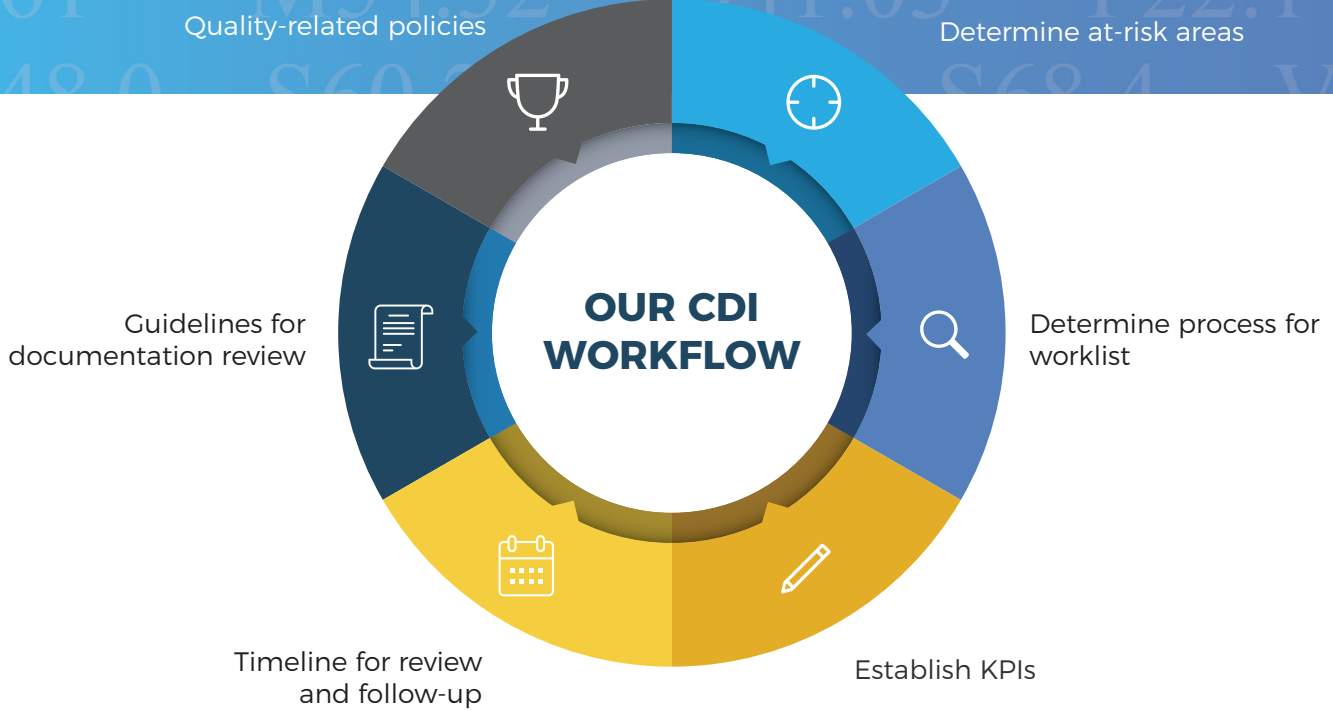 Quality-related policies
Determine at-risk areas
OUR CDI
WORKFLOW
Guidelines for
documentation review
Determine process for
worklist
Timeline for review
and follow-up
Establish KPIs